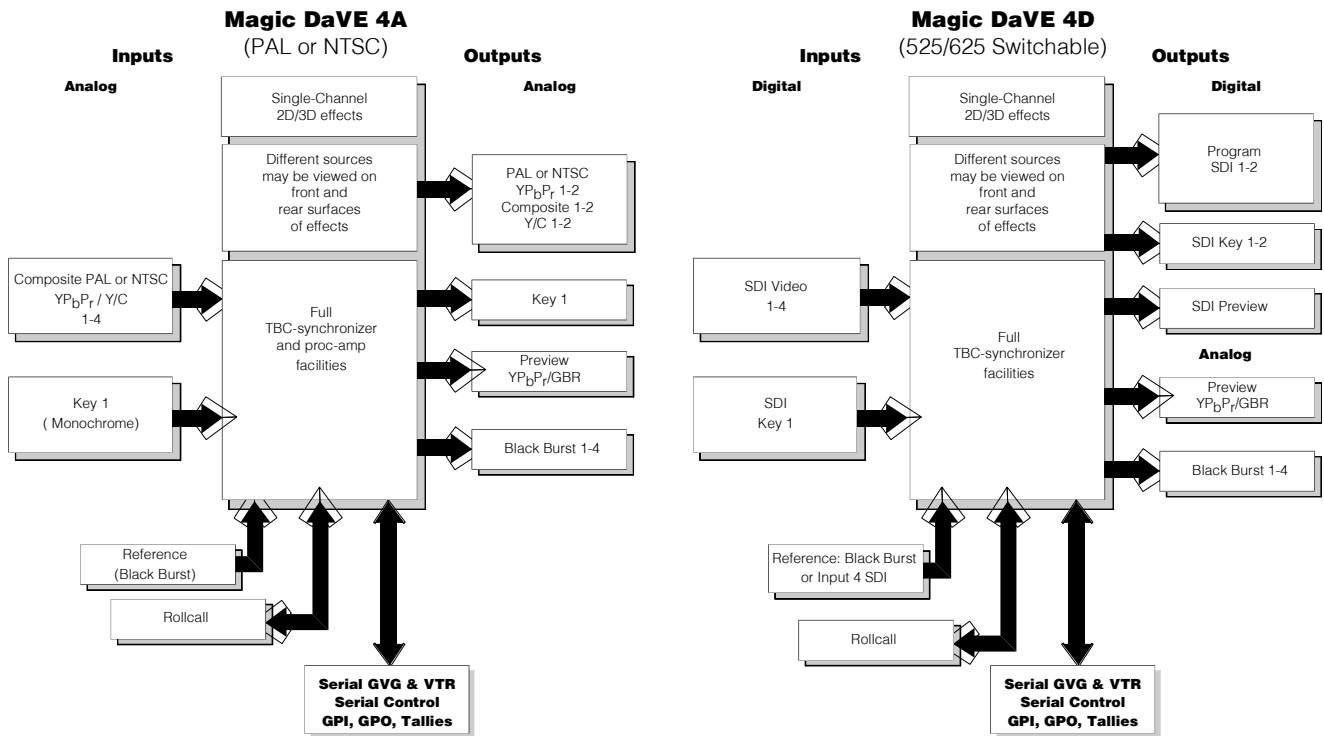 Magic DaVE 4A
(PAL or NTSC)
Inputs
Outputs
Analog
Analog
Single-Channel
2D/3D effects
Different sources
may be viewed on
front and
rear surfaces
of effects
PAL or NTSC
YPbPr 1-2
Composite 1-2
Y/C 1-2
Composite PAL or NTSC
YPbPr / Y/C
1-4
Full
TBC-synchronizer
and proc-amp
facilities
Key 1
Preview
YPbPr/GBR
Key 1
( Monochrome)
Black Burst 1-4
Reference
(Black Burst)
Rollcall
Serial GVG & VTR
Serial Control
GPI, GPO, Tallies
Magic DaVE 4D
(525/625 Switchable)
Inputs
Outputs
Digital
Digital
Single-Channel
2D/3D effects
Different sources
may be viewed on
front and
rear surfaces
of effects
Program
SDI 1-2
SDI Key 1-2
SDI Video
1-4
SDI Preview
Full
TBC-synchronizer
facilities
Analog
Preview
YPbPr/GBR
SDI
Key 1
Black Burst 1-4
Reference: Black Burst
or Input 4 SDI
Rollcall
Serial GVG & VTR
Serial Control
GPI, GPO, Tallies